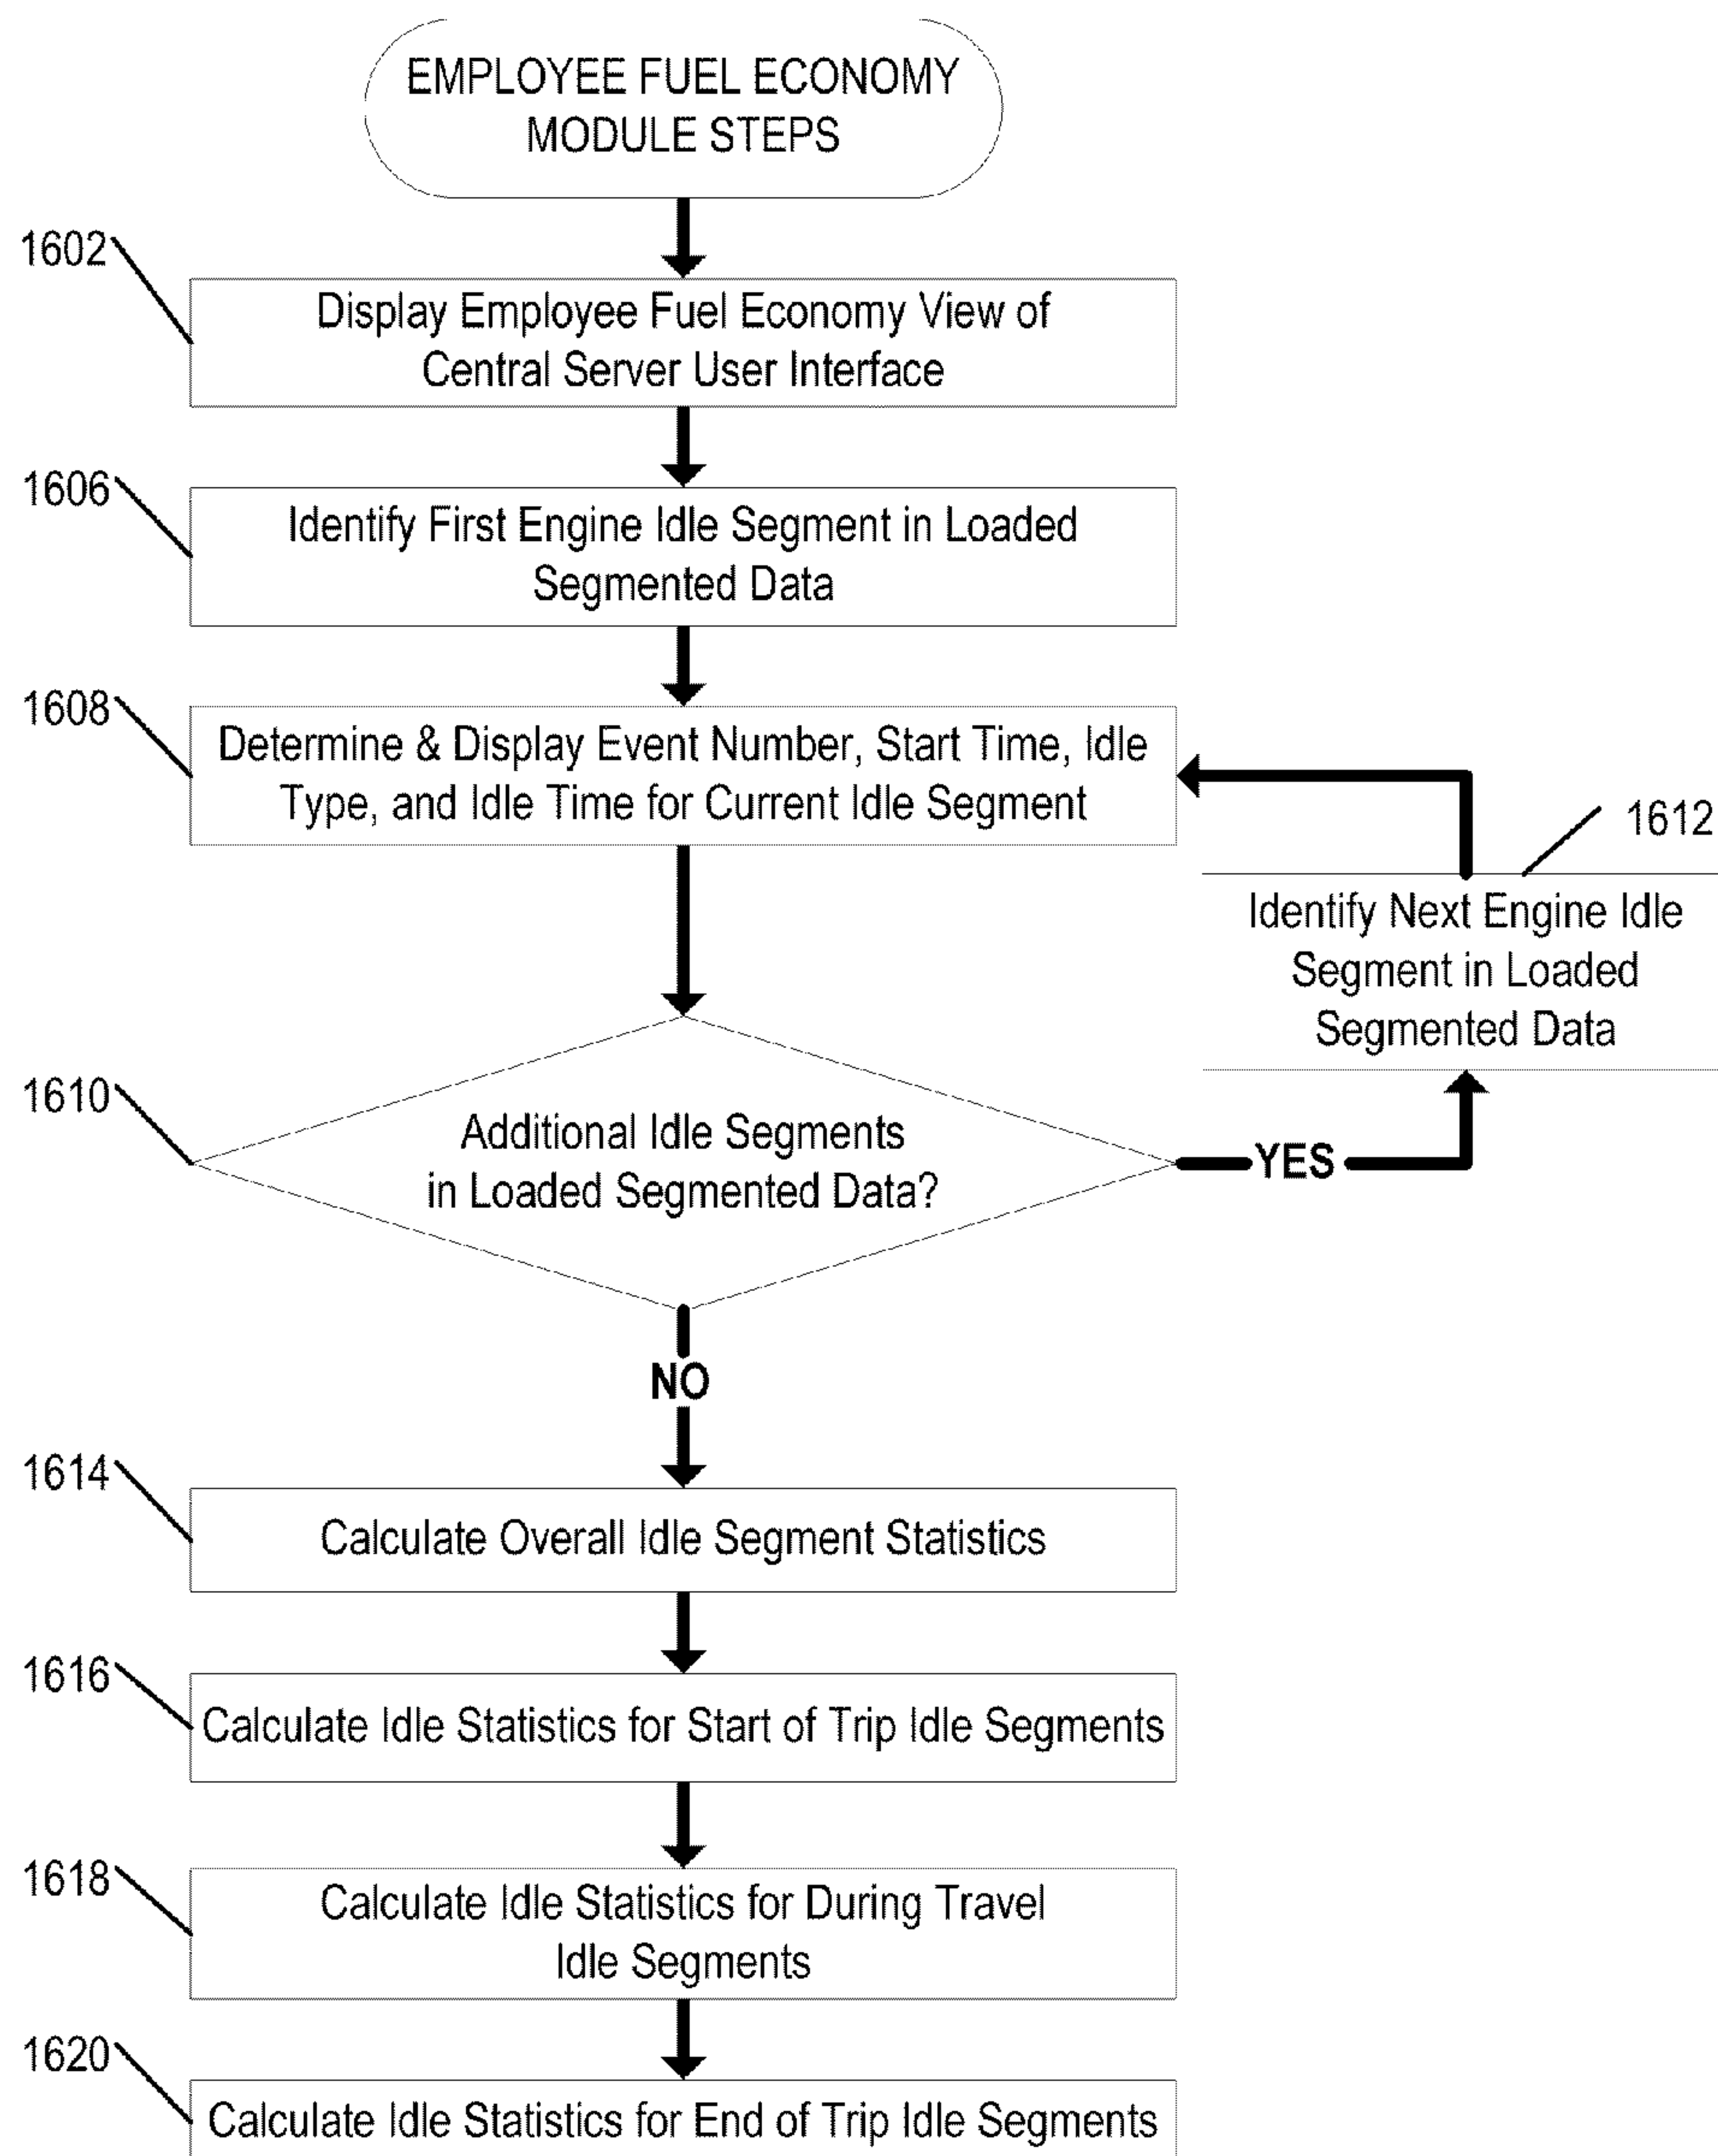 EMPLOYEE FUEL ECONOMY
MODULE STEPS
1602
Display Employee Fuel Economy View of
Central Server User Interface
1606
Identify First Engine Idle Segment in Loaded
Segmented Data
1608
Determine & Display Event Number, Start Time, Idle
Type, and Idle Time for Current Idle Segment
1612
Identify Next Engine Idle
Segment in Loaded
Segmented Data
1610
Additional Idle Segments
in Loaded Segmented Data?
YES
NO
1614
Calculate Overall Idle Segment Statistics
1616
Calculate Idle Statistics for Start of Trip Idle Segments
1618
Calculate Idle Statistics for During Travel
Idle Segments
1620
Calculate Idle Statistics for End of Trip Idle Segments